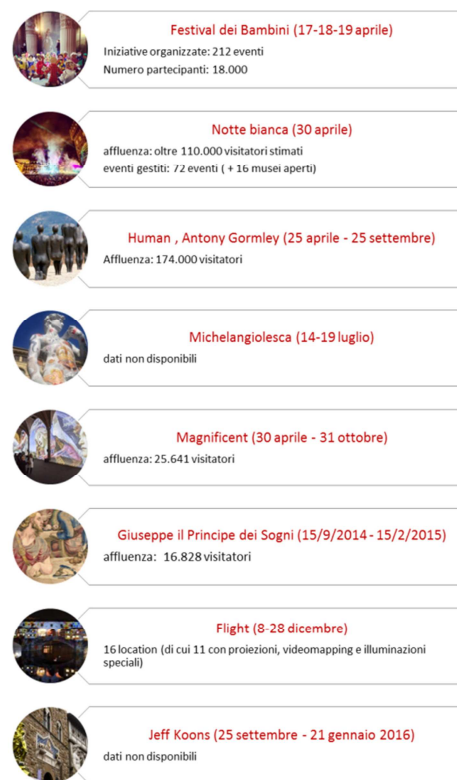 Festival dei Bambini (17-18-19 aprile)
Iniziative organizzate: 212 eventi
Numero partecipanti: 18.000
Notte bianca (30 aprile)
affluenza: oltre 110.000 visitatori stimati
eventi gestiti: 72 eventi ( + 16 musei aperti)
Human , Antony Gormley (25 aprile - 25 settembre)
Affluenza: 174.000 visitatori
Michelangiolesca (14-19 luglio)
dati non disponibili
Magnificent (30 aprile - 31 ottobre)
affluenza: 25.641 visitatori
Giuseppe il Principe dei Sogni (15/9/2014 - 15/2/2015)
affluenza: 16.828 visitatori
Flight (8-28 dicembre)
16 location (di cui 11 con proiezioni, videomapping e illuminazioni
speciali)
Jeff Koons (25 settembre - 21 gennaio 2016)
dati non disponibili